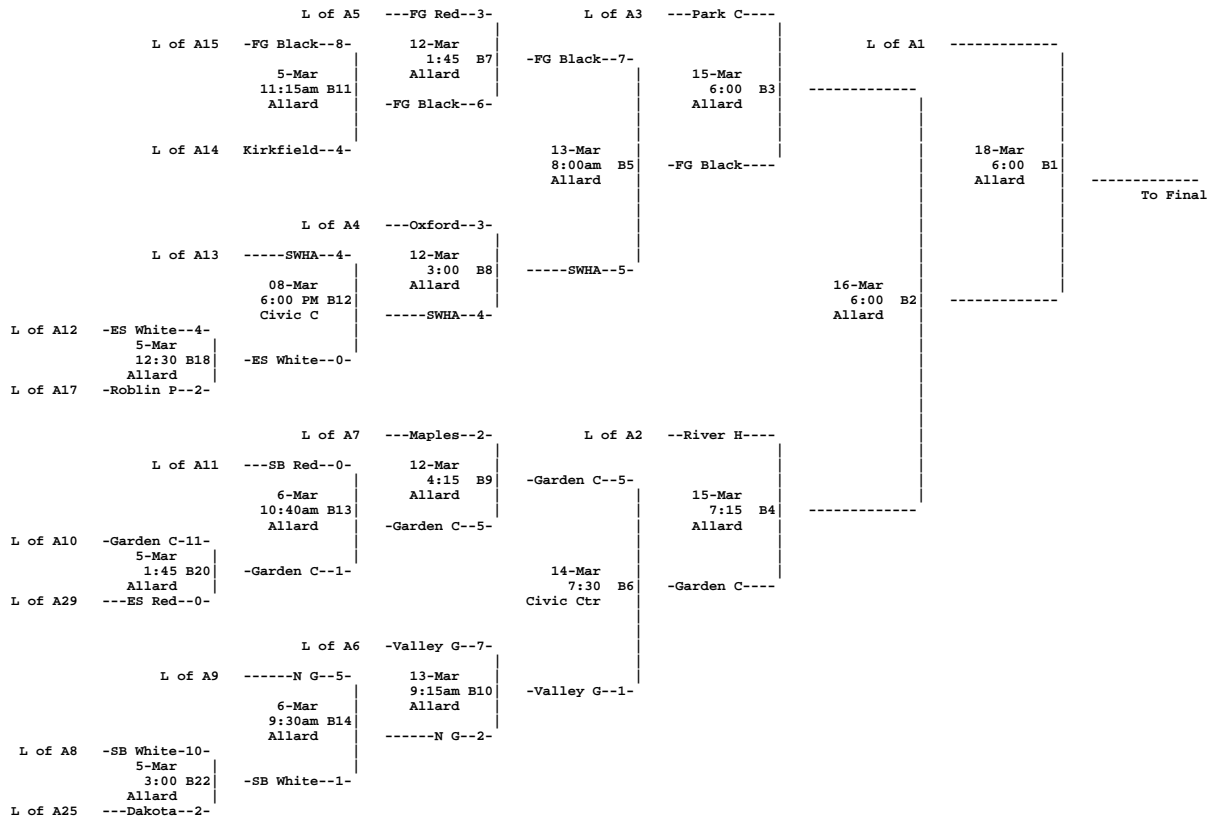 L of A5 ---FG Red--3- L of A3 ---Park C----
L of A15 -FG Black--8- 12-Mar L of A1 -------------
1:45 B7 -FG Black--7-
5-Mar Allard 15-Mar
11:15am B11 6:00 B3 -------------
Allard -FG Black--6- Allard
L of A14 Kirkfield--4- 13-Mar 18-Mar
8:00am B5 -FG Black---- 6:00 B1
Allard Allard -------------
To Final
L of A4 ---Oxford--3-
L of A13 -----SWHA--4- 12-Mar
3:00 B8 -----SWHA--5-
08-Mar Allard 16-Mar
6:00 PM B12 6:00 B2 -------------
Civic C -----SWHA--4- Allard
L of A12 -ES White--4-
5-Mar
12:30 B18 -ES White--0-
Allard
L of A17 -Roblin P--2-
L of A7 ---Maples--2- L of A2 --River H----
L of A11 ---SB Red--0- 12-Mar
4:15 B9 -Garden C--5-
6-Mar Allard 15-Mar
10:40am B13 7:15 B4 -------------
Allard -Garden C--5- Allard
L of A10 -Garden C-11-
5-Mar
1:45 B20 -Garden C--1- 14-Mar
Allard 7:30 B6 -Garden C----
L of A29 ---ES Red--0- Civic Ctr
L of A6 -Valley G--7-
L of A9 ------N G--5- 13-Mar
9:15am B10 -Valley G--1-
6-Mar Allard
9:30am B14
Allard ------N G--2-
L of A8 -SB White-10-
5-Mar
3:00 B22 -SB White--1-
Allard
L of A25 ---Dakota--2-